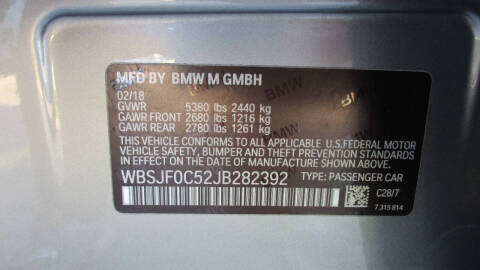 MFD BY BMW M GMBH
02/18
GVWR 5380 lbs 2440 kg
GAWR FRONT 2680 lbs 1216 kg
GAWR REAR 2780 lbs 1261 kg
THIS VEHICLE CONFORMS TO ALL APPLICABLE U.S.FEDERAL MOTOR
VEHICLE SAFETY, BUMPER AND THEFT PREVENTION STANDARDS
IN EFFECT ON THE DATE OF MANUFACTURE SHOWN ABOVE.
WBSJF0C52JB282392 TYPE: PASSENGER CAR
C28/7
7 315 814